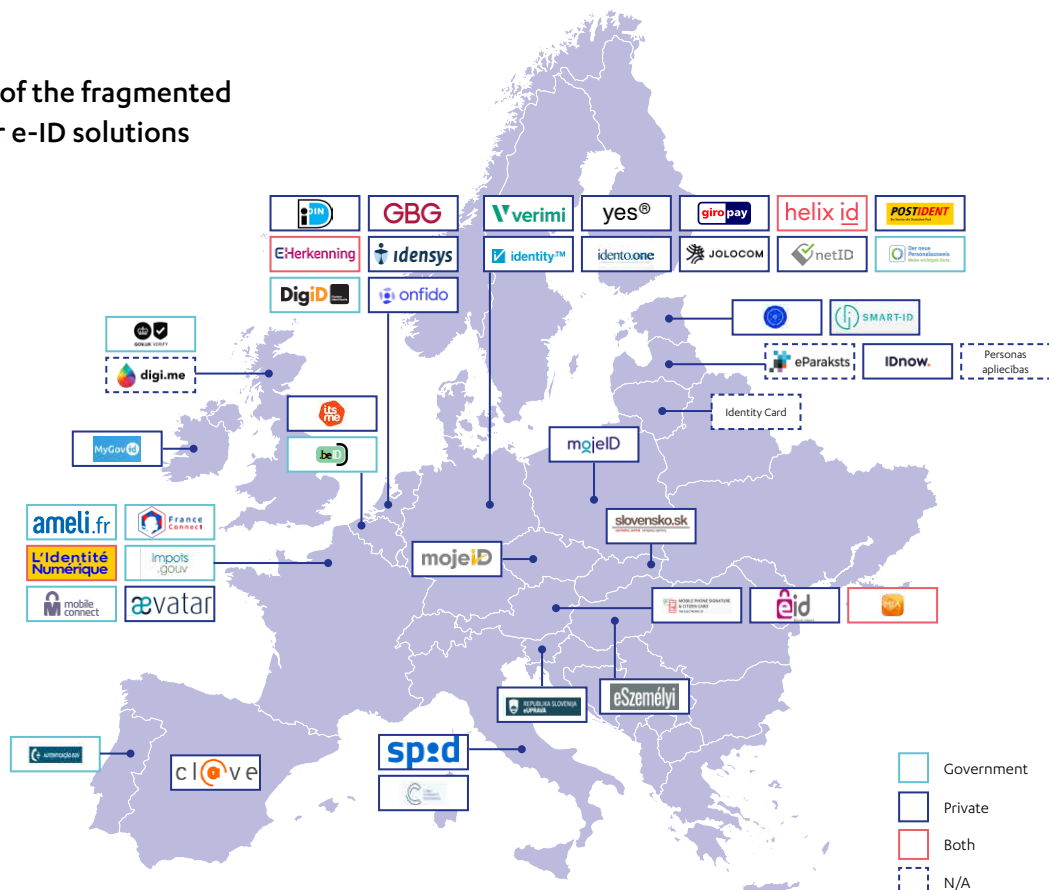 of the fragmented
r e-ID solutions
iDIN
GBG
verimi
yes®
giropay
helix id
POSTIDENT
E:Herkenning
idensys
identity™
idento.one
JOLOCOM
netID
Der neue
Personalausweis
DigiD
onfido
GOV.UK VERIFY
digi.me
SMART-ID
eParaksts
IDnow.
Personas
apliecības
Identity Card
itsme
.beID
MyGovid
mojeID
slovensko.sk
ameli.fr
France
Connect
L'Identité
Numérique
Impots
.gouv
mojeiD
mobile
connect
ævatar
MOBILE PHONE SIGNATURE
& CITIZEN CARD
eid
REPUBLIKA SLOVENIJA
eUPRAVA
eSzemélyi
AUTENTICAÇÃO.GOV
cl@ve
spid
Government
Private
Both
N/A